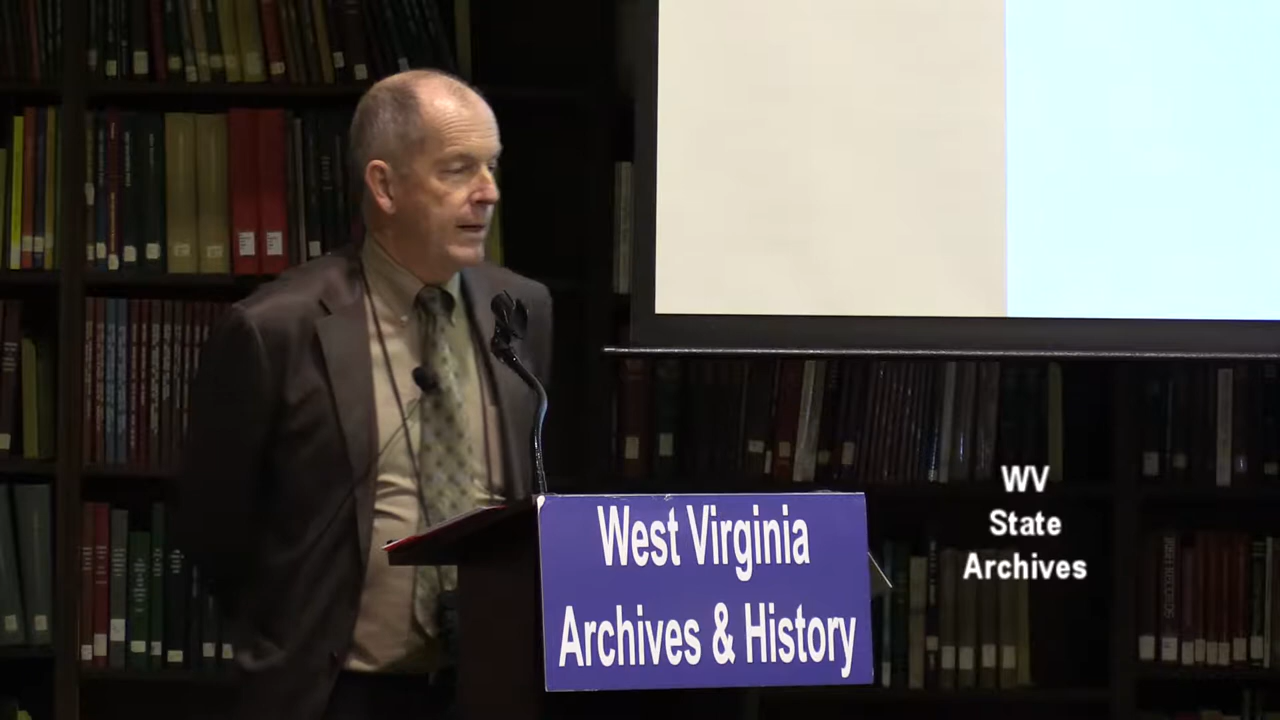 West Virginia
Archives & History
WV
State
Archives